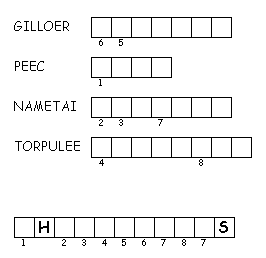 GILLOER
6 5
PEEC
1
NAMETAI
2 3 7
TORPULEE
4 8
H S
1 2 3 4 5 6 7 8 7